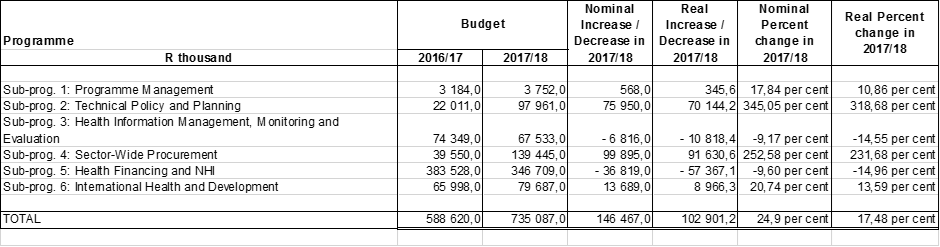 Programme Budget Nominal Increase / Decrease in 2017/18 Real Increase / Decrease in 2017/18 Nominal Percent change in 2017/18 Real Percent change in 2017/18
R thousand 2016/17 2017/18
Sub-prog. 1: Programme Management 3 184,0 3 752,0 568,0 345,6 17,84 per cent 10,86 per cent
Sub-prog. 2: Technical Policy and Planning 22 011,0 97 961,0 75 950,0 70 144,2 345,05 per cent 318,68 per cent
Sub-prog. 3: Health Information Management, Monitoring and
Evaluation 74 349,0 67 533,0 - 6 816,0 - 10 818,4 -9,17 per cent -14,55 per cent
Sub-prog. 4: Sector-Wide Procurement 39 550,0 139 445,0 99 895,0 91 630,6 252,58 per cent 231,68 per cent
Sub-prog. 5: Health Financing and NHI 383 528,0 346 709,0 - 36 819,0 - 57 367,1 -9,60 per cent -14,96 per cent
Sub-prog. 6: International Health and Development 65 998,0 79 687,0 13 689,0 8 966,3 20,74 per cent 13,59 per cent
TOTAL 588 620,0 735 087,0 146 467,0 102 901,2 24,9 per cent 17,48 per cent